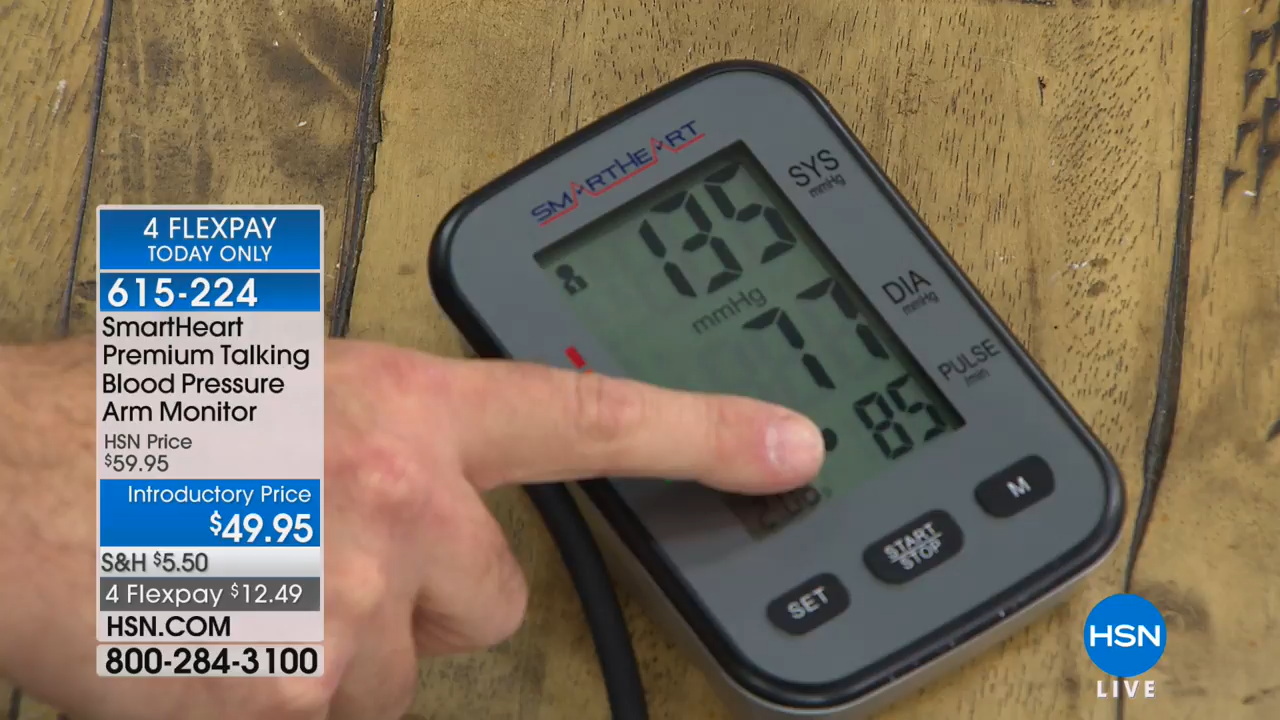 4 FLEXPAY
TODAY ONLY
615-224
SmartHeart
Premium Talking
Blood Pressure
Arm Monitor
HSN Price
$59.95
Introductory Price
$49.95
S&H $5.50
4 Flexpay $12.49
HSN.COM
800-284-3100
SMARTHEART
135
SYS
mmHg
mmHg
77
DIA
mmHg
85
PULSE
/min
SET
START
STOP
M
HSN
LIVE